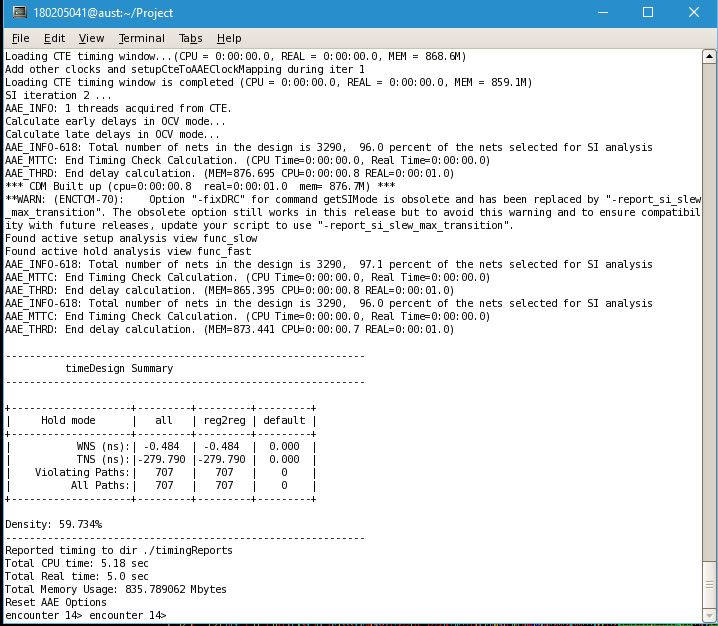 180205041@aust:~/Project
File Edit View Terminal Tabs Help
Loading CTE timing window...(CPU = 0:00:00.0, REAL = 0:00:00.0, MEM = 868.6M)
Add other clocks and setupCteToAAEClockMapping during iter 1
Loading CTE timing window is completed (CPU = 0:00:00.0, REAL = 0:00:00.0, MEM = 859.1M)
SI iteration 2 ...
AAE_INFO: 1 threads acquired from CTE.
Calculate early delays in OCV mode...
Calculate late delays in OCV mode...
AAE_INFO-618: Total number of nets in the design is 3290,  96.0 percent of the nets selected for SI analysis
AAE_MTTC: End Timing Check Calculation. (CPU Time=0:00:00.0, Real Time=0:00:00.0)
AAE_THRD: End delay calculation. (MEM=876.695 CPU=0:00:00.8 REAL=0:00:01.0)
*** CDM Built up (cpu=0:00:00.8  real=0:00:01.0  mem= 876.7M) ***
**WARN: (ENCTCM-70):    Option "-fixDRC" for command getSIMode is obsolete and has been replaced by "-report_si_slew
_max_transition". The obsolete option still works in this release but to avoid this warning and to ensure compatibil
ity with future releases, update your script to use "-report_si_slew_max_transition".
Found active setup analysis view func_slow
Found active hold analysis view func_fast
AAE_INFO-618: Total number of nets in the design is 3290,  97.1 percent of the nets selected for SI analysis
AAE_MTTC: End Timing Check Calculation. (CPU Time=0:00:00.0, Real Time=0:00:00.0)
AAE_THRD: End delay calculation. (MEM=865.395 CPU=0:00:00.8 REAL=0:00:01.0)
AAE_INFO-618: Total number of nets in the design is 3290,  96.0 percent of the nets selected for SI analysis
AAE_MTTC: End Timing Check Calculation. (CPU Time=0:00:00.0, Real Time=0:00:00.0)
AAE_THRD: End delay calculation. (MEM=873.441 CPU=0:00:00.7 REAL=0:00:01.0)
------------------------------------------------------------
          timeDesign Summary
------------------------------------------------------------
+--------------------+---------+---------+---------+
|     Hold mode      |   all   | reg2reg | default |
+--------------------+---------+---------+---------+
|           WNS (ns):| -0.484  | -0.484  |  0.000  |
|           TNS (ns):|-279.790 |-279.790 |  0.000  |
|    Violating Paths:|   707   |   707   |    0    |
|          All Paths:|   707   |   707   |    0    |
+--------------------+---------+---------+---------+
Density: 59.734%
------------------------------------------------------------
Reported timing to dir ./timingReports
Total CPU time: 5.18 sec
Total Real time: 5.0 sec
Total Memory Usage: 835.789062 Mbytes
Reset AAE Options
encounter 14> encounter 14>